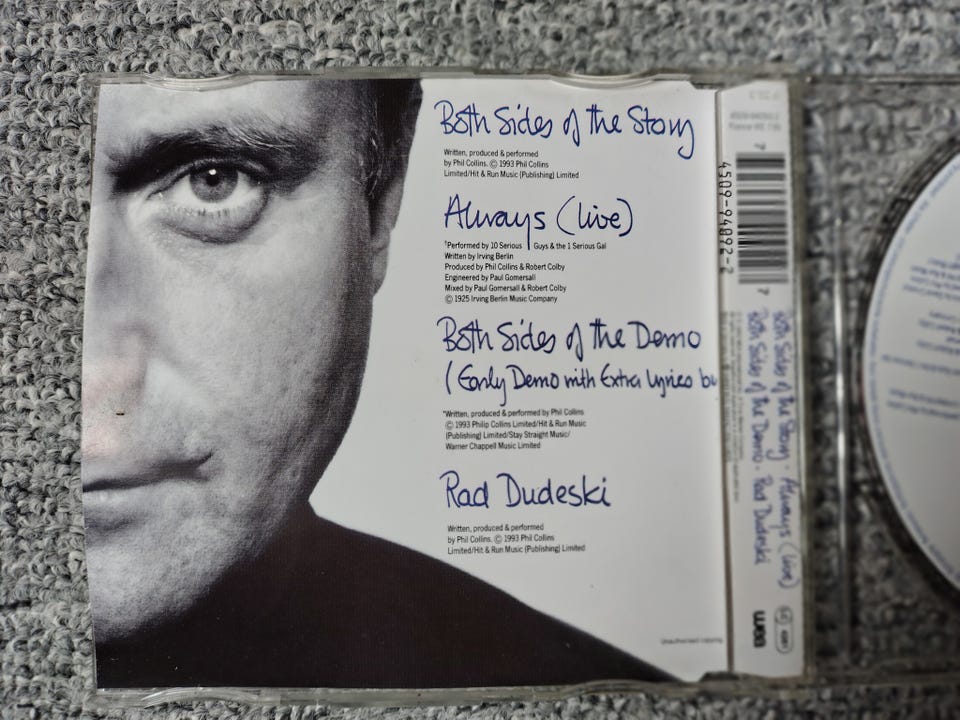 Both Sides of the Story
Written, produced & performed
by Phil Collins. © 1993 Phil Collins
Limited/Hit & Run Music (Publishing) Limited
Always (live)
†Performed by 10 Serious Guys & the 1 Serious Gal
Written by Irving Berlin
Produced by Phil Collins & Robert Colby
Engineered by Paul Gomersall
Mixed by Paul Gomersall & Robert Colby
© 1925 Irving Berlin Music Company
Both Sides of the Demo
(Early Demo with Extra Lyrics bu
*Written, produced & performed by Phil Collins
© 1993 Philip Collins Limited/Hit & Run Music
(Publishing) Limited/Stay Straight Music/
Warner Chappell Music Limited
Rad Dudeski
Written, produced & performed
by Phil Collins. © 1993 Phil Collins
Limited/Hit & Run Music (Publishing) Limited
Unauthorised copying
4509-94092-2
Both Sides of the Story · Always (live)
Both Sides of the Demo · Rad Dudeski
wea